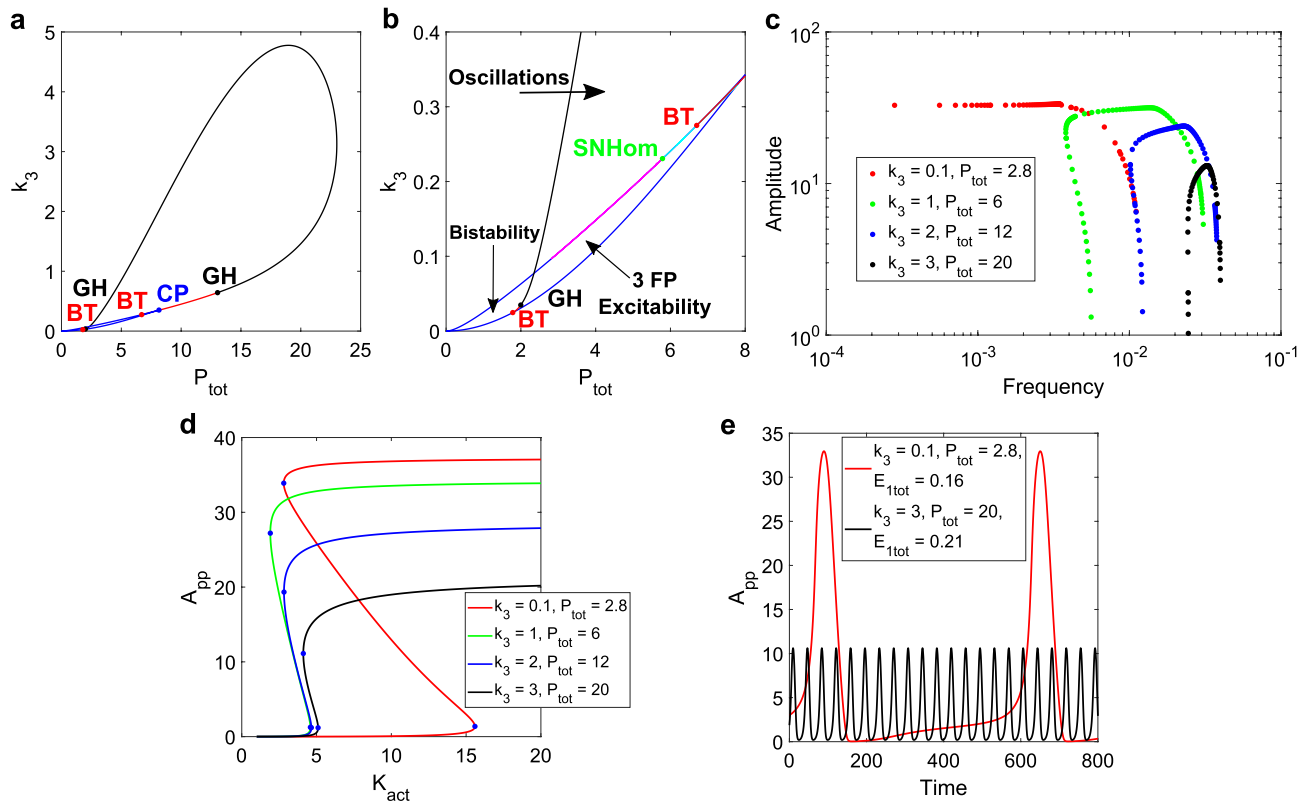 a
k3
5
4
3
2
1
0
GH
BT
BT
CP
GH
0 5 10 15 20 25
Ptot
b
k3
0.4
0.3
0.2
0.1
0
Oscillations
BT
SNHom
Bistability
3 FP
Excitability
GH
BT
0 2 4 6 8
Ptot
c
Amplitude
10^2
10^1
10^0
k3 = 0.1, Ptot = 2.8
k3 = 1, Ptot = 6
k3 = 2, Ptot = 12
k3 = 3, Ptot = 20
10^-4 10^-3 10^-2 10^-1
Frequency
d
App
40
30
20
10
0
k3 = 0.1, Ptot = 2.8
k3 = 1, Ptot = 6
k3 = 2, Ptot = 12
k3 = 3, Ptot = 20
0 5 10 15 20
Kact
e
App
35
30
25
20
15
10
5
0
k3 = 0.1, Ptot = 2.8,
E1tot = 0.16
k3 = 3, Ptot = 20,
E1tot = 0.21
0 200 400 600 800
Time